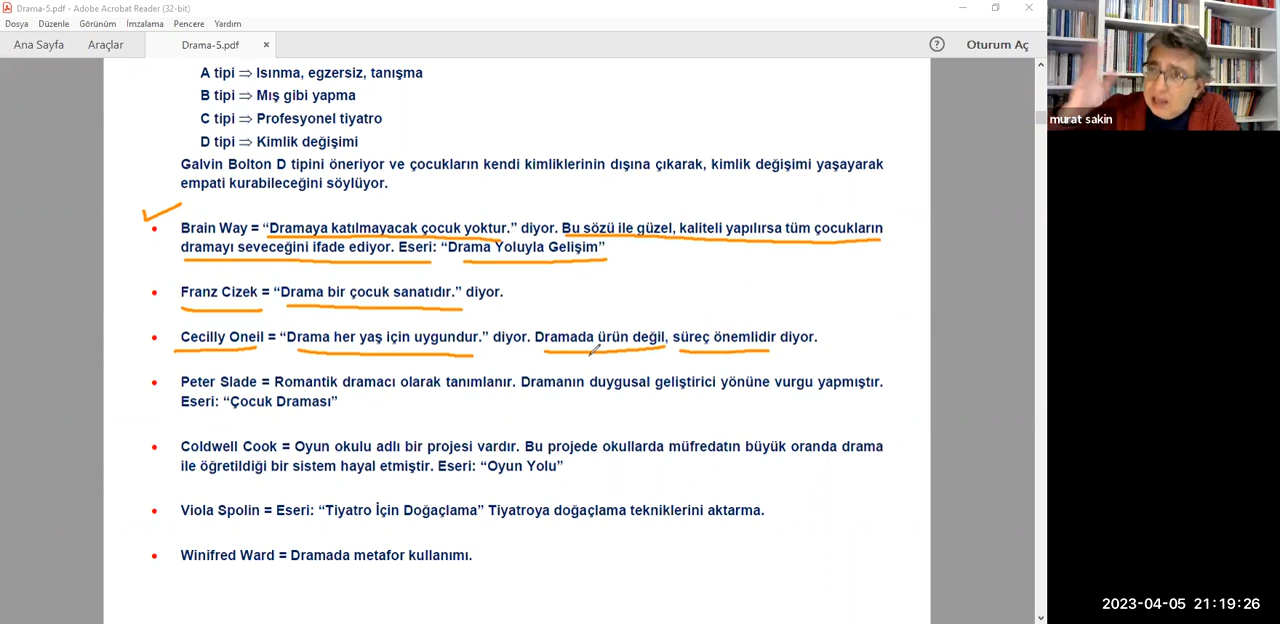 Drama-5.pdf - Adobe Acrobat Reader (32-bit)
Dosya Düzenle Görünüm İmzalama Pencere Yardım
Ana Sayfa Araçlar Drama-5.pdf × ? Oturum Aç
A tipi ⇒ Isınma, egzersiz, tanışma
B tipi ⇒ Mış gibi yapma
C tipi ⇒ Profesyonel tiyatro
D tipi ⇒ Kimlik değişimi
Galvin Bolton D tipini öneriyor ve çocukların kendi kimliklerinin dışına çıkarak, kimlik değişimi yaşayarak
empati kurabileceğini söylüyor.
• Brain Way = “Dramaya katılmayacak çocuk yoktur.” diyor. Bu sözü ile güzel, kaliteli yapılırsa tüm çocukların
dramayı seveceğini ifade ediyor. Eseri: “Drama Yoluyla Gelişim”
• Franz Cizek = “Drama bir çocuk sanatıdır.” diyor.
• Cecilly Oneil = “Drama her yaş için uygundur.” diyor. Dramada ürün değil, süreç önemlidir diyor.
• Peter Slade = Romantik dramacı olarak tanımlanır. Dramanın duygusal geliştirici yönüne vurgu yapmıştır.
Eseri: “Çocuk Draması”
• Coldwell Cook = Oyun okulu adlı bir projesi vardır. Bu projede okullarda müfredatın büyük oranda drama
ile öğretildiği bir sistem hayal etmiştir. Eseri: “Oyun Yolu”
• Viola Spolin = Eseri: “Tiyatro İçin Doğaçlama” Tiyatroya doğaçlama tekniklerini aktarma.
• Winifred Ward = Dramada metafor kullanımı.
murat sakin
2023-04-05 21:19:26